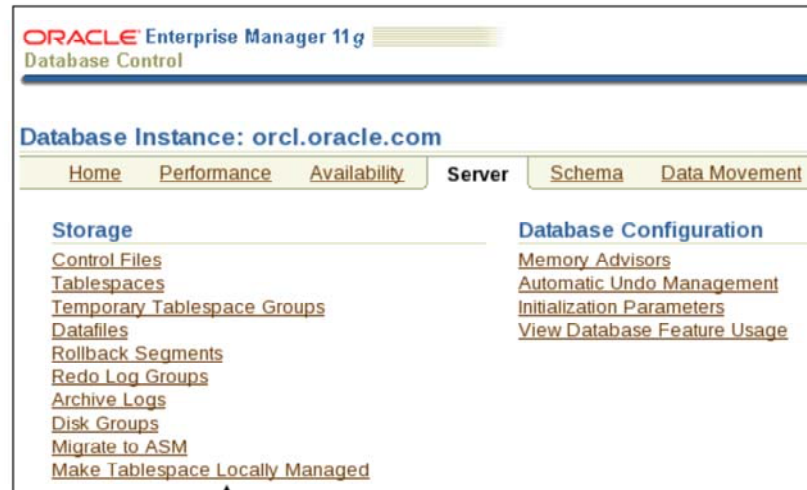 ORACLE Enterprise Manager 11g
Database Control
Database Instance: orcl.oracle.com
Home Performance Availability Server Schema Data Movement
Storage
Control Files
Tablespaces
Temporary Tablespace Groups
Datafiles
Rollback Segments
Redo Log Groups
Archive Logs
Disk Groups
Migrate to ASM
Make Tablespace Locally Managed
Database Configuration
Memory Advisors
Automatic Undo Management
Initialization Parameters
View Database Feature Usage